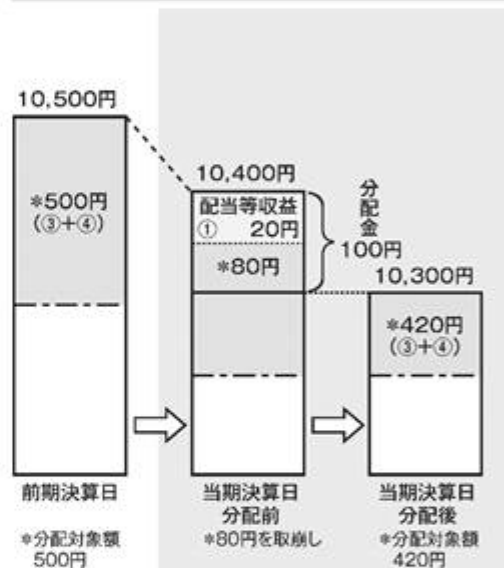 10,500円
*500円
(③+④)
10,400円
配当等収益
① 20円
*80円
分配金
100円
10,300円
*420円
(③+④)
前期決算日
当期決算日
分配前
当期決算日
分配後
*分配対象額
500円
*80円を取崩し
*分配対象額
420円